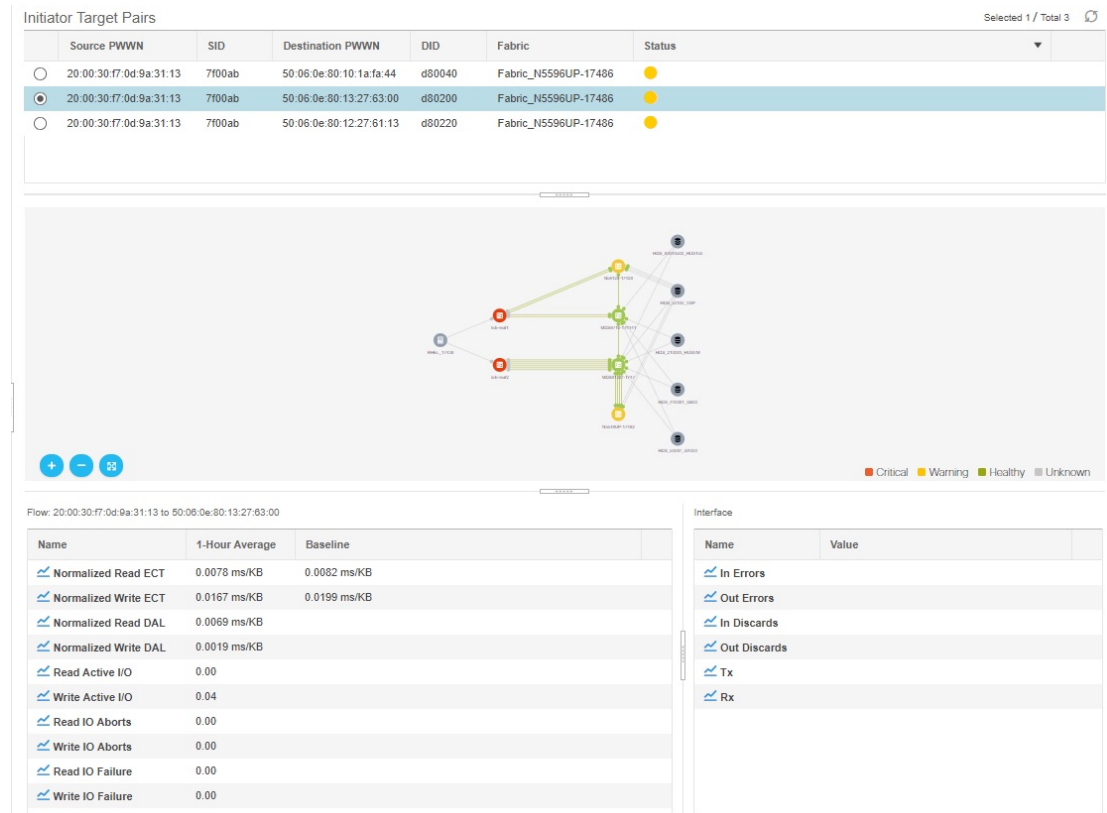 Initiator Target Pairs
Selected 1 / Total 3
Source PWWN SID Destination PWWN DID Fabric Status
20:00:30:f7:0d:9a:31:13 7f00ab 50:06:0e:80:10:1a:fa:44 d80040 Fabric_N5596UP-17486
20:00:30:f7:0d:9a:31:13 7f00ab 50:06:0e:80:13:27:63:00 d80200 Fabric_N5596UP-17486
20:00:30:f7:0d:9a:31:13 7f00ab 50:06:0e:80:12:27:61:13 d80220 Fabric_N5596UP-17486
Critical Warning Healthy Unknown
Flow: 20:00:30:f7:0d:9a:31:13 to 50:06:0e:80:13:27:63:00
Name 1-Hour Average Baseline
Normalized Read ECT 0.0078 ms/KB 0.0082 ms/KB
Normalized Write ECT 0.0167 ms/KB 0.0199 ms/KB
Normalized Read DAL 0.0069 ms/KB
Normalized Write DAL 0.0019 ms/KB
Read Active I/O 0.00
Write Active I/O 0.04
Read IO Aborts 0.00
Write IO Aborts 0.00
Read IO Failure 0.00
Write IO Failure 0.00
Interface
Name Value
In Errors
Out Errors
In Discards
Out Discards
Tx
Rx